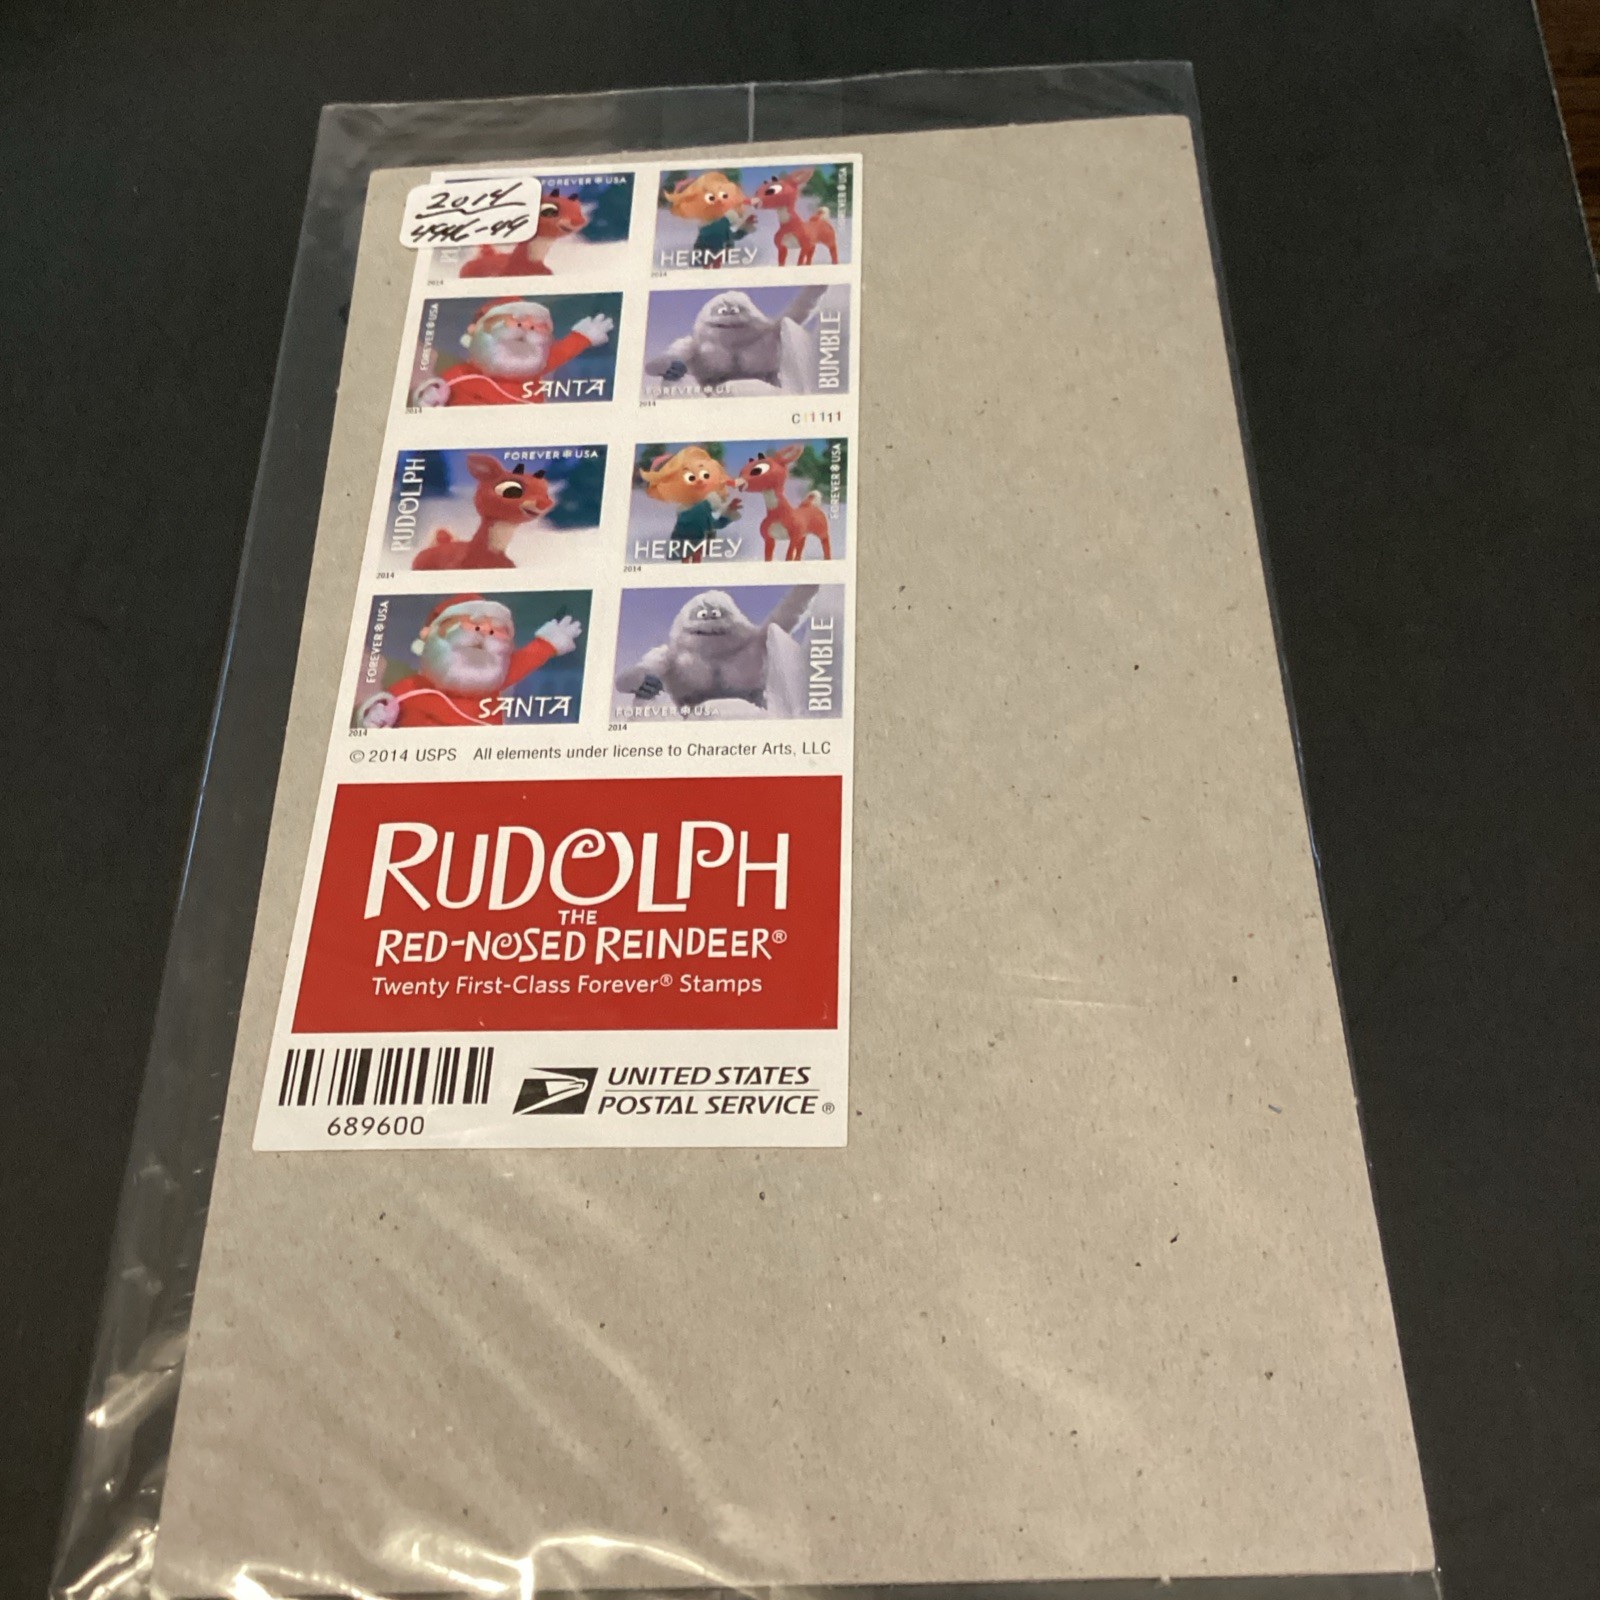 2014
4946-49
FOREVER USA
2014
HERMEY
FOREVER USA
2014
FOREVER USA
SANTA
2014
BUMBLE
FOREVER US
2014
C11111
RUDOLPH
FOREVER USA
2014
HERMEY
FOREVER USA
2014
FOREVER USA
SANTA
2014
BUMBLE
FOREVER USA
2014
© 2014 USPS All elements under license to Character Arts, LLC
RUDOLPH
THE
RED-NOSED REINDEER®
Twenty First-Class Forever® Stamps
689600
UNITED STATES
POSTAL SERVICE®